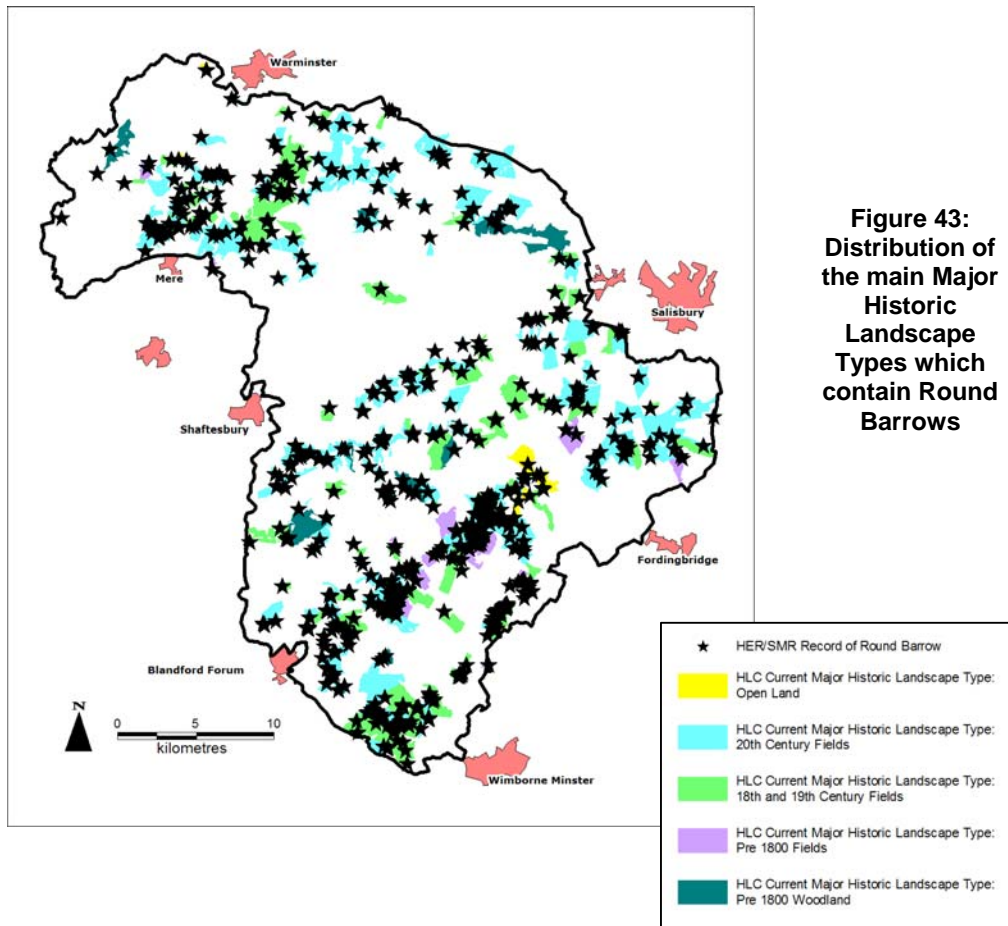 Warminster
Mere
Salisbury
Shaftesbury
Fordingbridge
Blandford Forum
Wimborne Minster
N
0 5 10
kilometres
Figure 43:
Distribution of
the main Major
Historic
Landscape
Types which
contain Round
Barrows
HER/SMR Record of Round Barrow
HLC Current Major Historic Landscape Type:
Open Land
HLC Current Major Historic Landscape Type:
20th Century Fields
HLC Current Major Historic Landscape Type:
18th and 19th Century Fields
HLC Current Major Historic Landscape Type:
Pre 1800 Fields
HLC Current Major Historic Landscape Type:
Pre 1800 Woodland